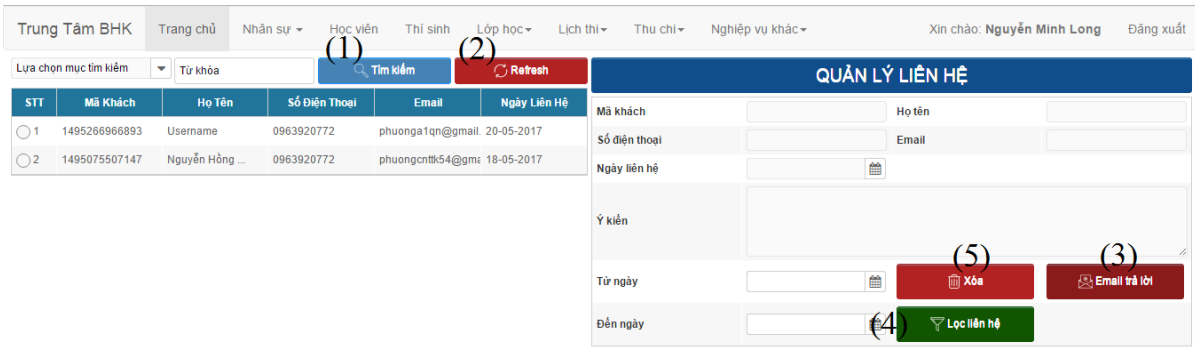 Trung Tâm BHK Trang chủ Nhân sự Học viên Thí sinh Lớp học Lịch thi Thu chi Nghiệp vụ khác Xin chào: Nguyễn Minh Long Đăng xuất
(1) (2)
Lựa chọn mục tìm kiếm Từ khóa Tìm kiếm Refresh
STT Mã Khách Họ Tên Số Điện Thoại Email Ngày Liên Hệ
1 1495266966893 Username 0963920772 phuonga1qn@gmail. 20-05-2017
2 1495075507147 Nguyễn Hồng ... 0963920772 phuongcnttk54@gma 18-05-2017
QUẢN LÝ LIÊN HỆ
Mã khách Họ tên
Số điện thoại Email
Ngày liên hệ
Ý kiến
(5) (3)
Từ ngày Xóa Email trả lời
Đến ngày (4) Lọc liên hệ